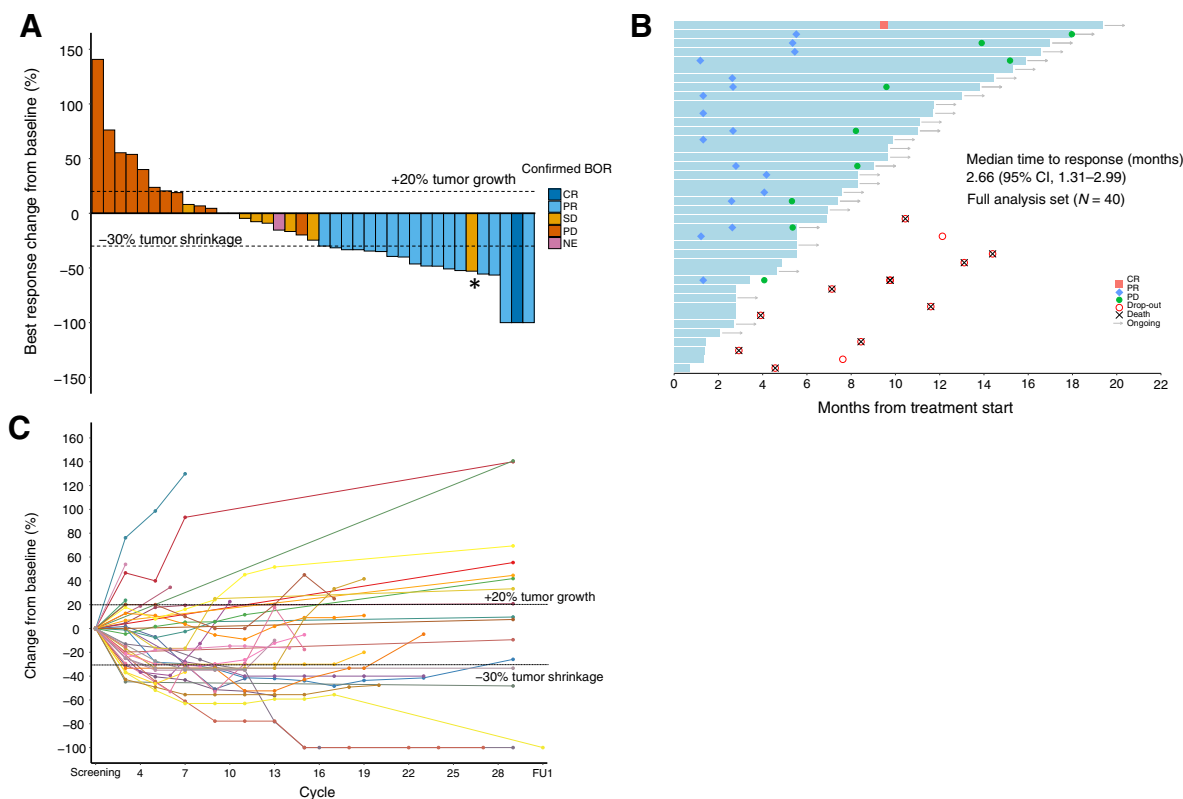 A
Best response change from baseline (%)
150
100
50
0
−50
−100
−150
+20% tumor growth
−30% tumor shrinkage
*
Confirmed BOR
CR
PR
SD
PD
NE
B
Median time to response (months)
2.66 (95% CI, 1.31–2.99)
Full analysis set (N = 40)
CR
PR
PD
Drop-out
Death
Ongoing
0 2 4 6 8 10 12 14 16 18 20 22
Months from treatment start
C
Change from baseline (%)
160
140
120
100
80
60
40
20
0
−20
−40
−60
−80
−100
+20% tumor growth
−30% tumor shrinkage
Screening 4 7 10 13 16 19 22 25 28 FU1
Cycle